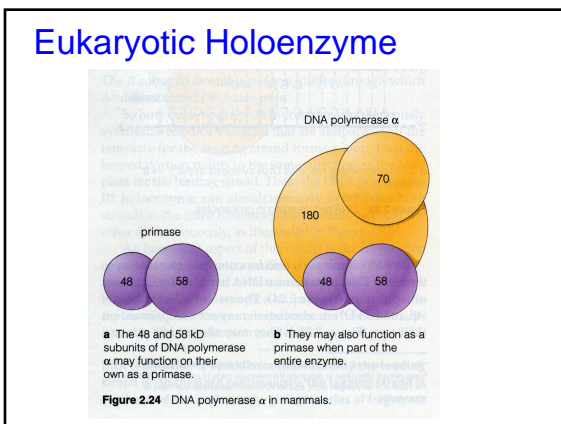 Eukaryotic Holoenzyme
DNA polymerase α
70
180
primase
48
58
48
58
a The 48 and 58 kD
subunits of DNA polymerase
α may function on their
own as a primase.
b They may also function as a
primase when part of the
entire enzyme.
Figure 2.24 DNA polymerase α in mammals.